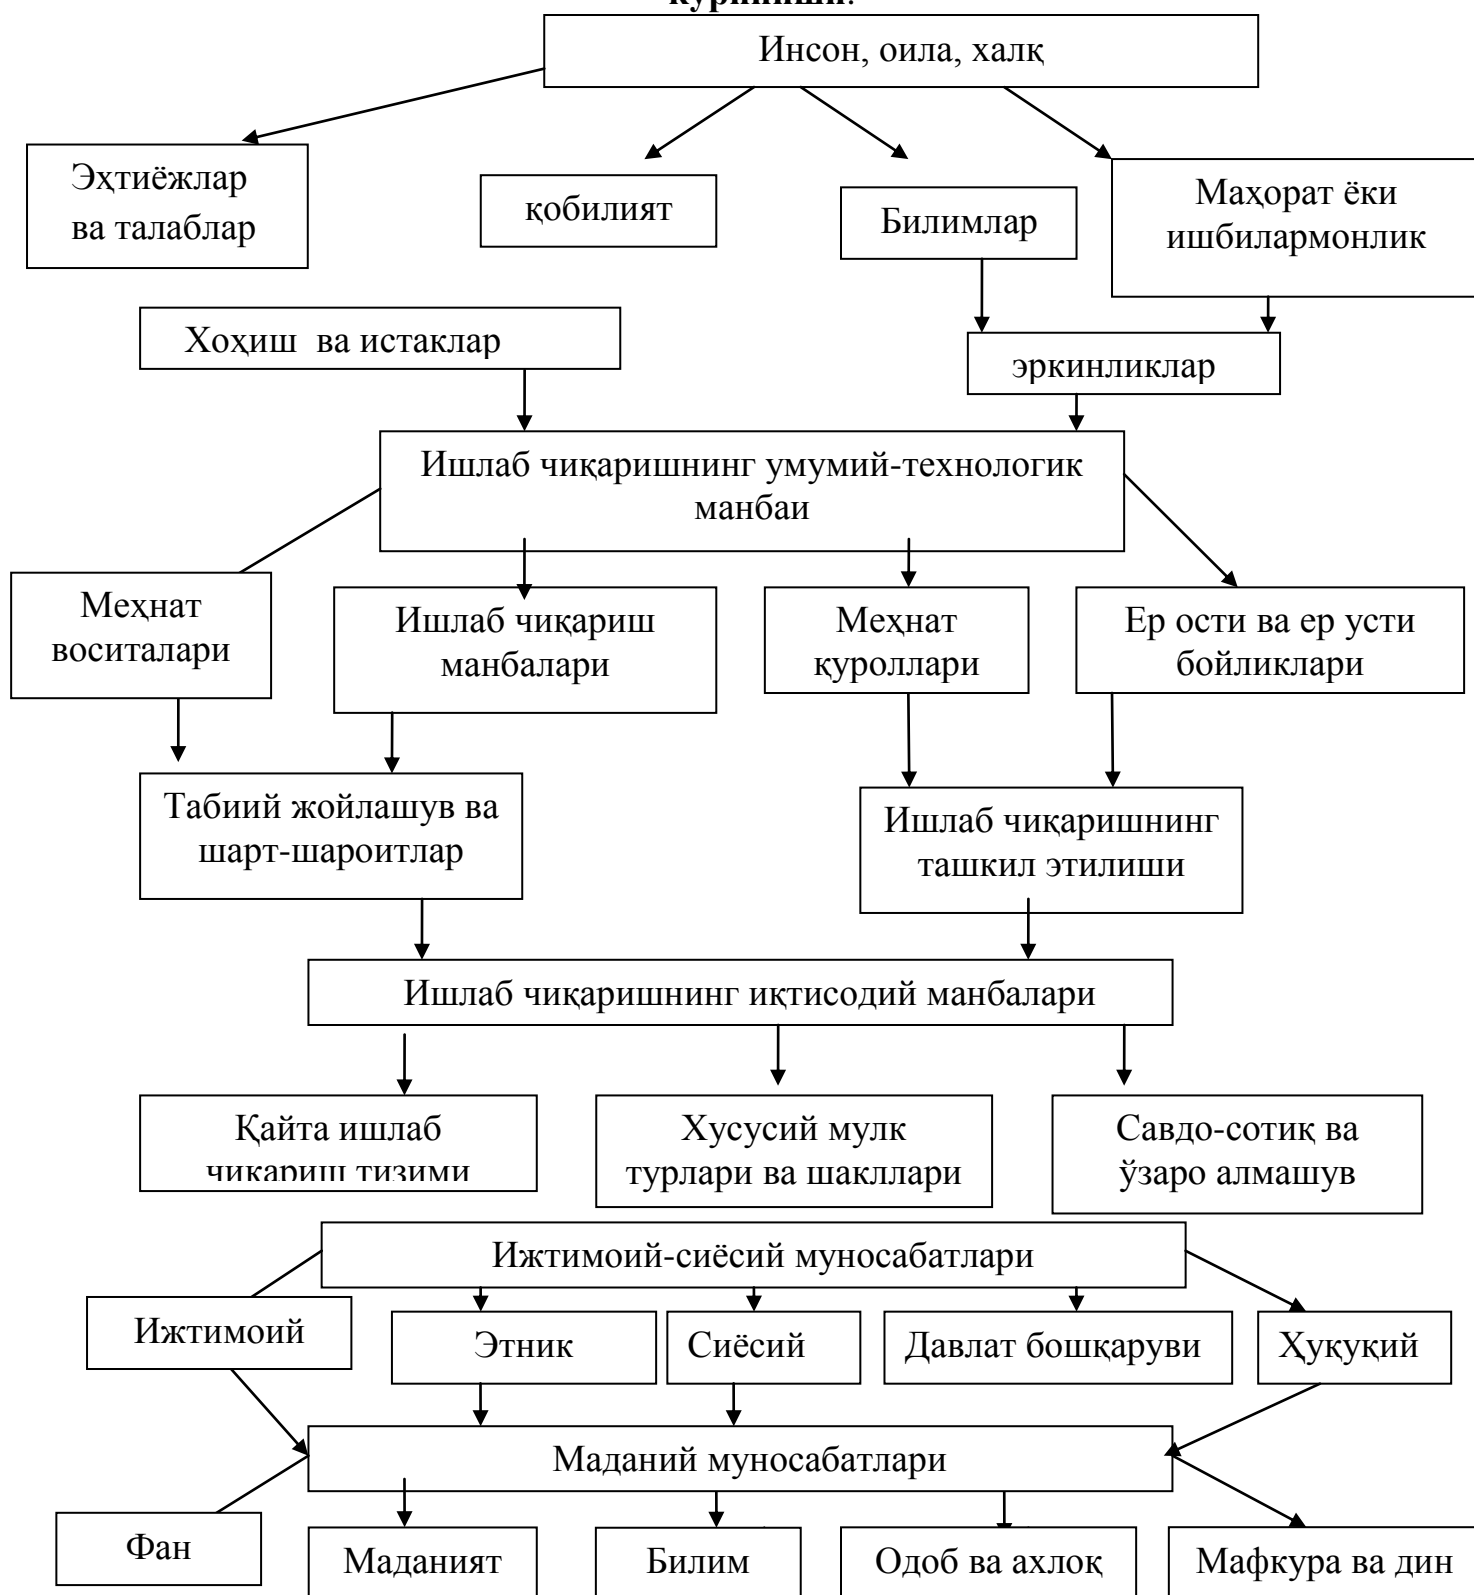 кўриниши.
Инсон, оила, халқ
Эҳтиёжлар
ва талаблар
қобилият
Билимлар
Маҳорат ёки
ишбилармонлик
Хоҳиш ва истаклар
эркинликлар
Ишлаб чиқаришнинг умумий-технологик
манбаи
Меҳнат
воситалари
Ишлаб чиқариш
манбалари
Меҳнат
қуроллари
Ер ости ва ер усти
бойликлари
Табиий жойлашув ва
шарт-шароитлар
Ишлаб чиқаришнинг
ташкил этилиши
Ишлаб чиқаришнинг иқтисодий манбалари
Қайта ишлаб
чиқариш тизими
Хусусий мулк
турлари ва шакллари
Савдо-сотиқ ва
ўзаро алмашув
Ижтимоий-сиёсий муносабатлари
Ижтимоий
Этник
Сиёсий
Давлат бошқаруви
Ҳуқуқий
Маданий муносабатлари
Фан
Маданият
Билим
Одоб ва ахлоқ
Мафкура ва дин